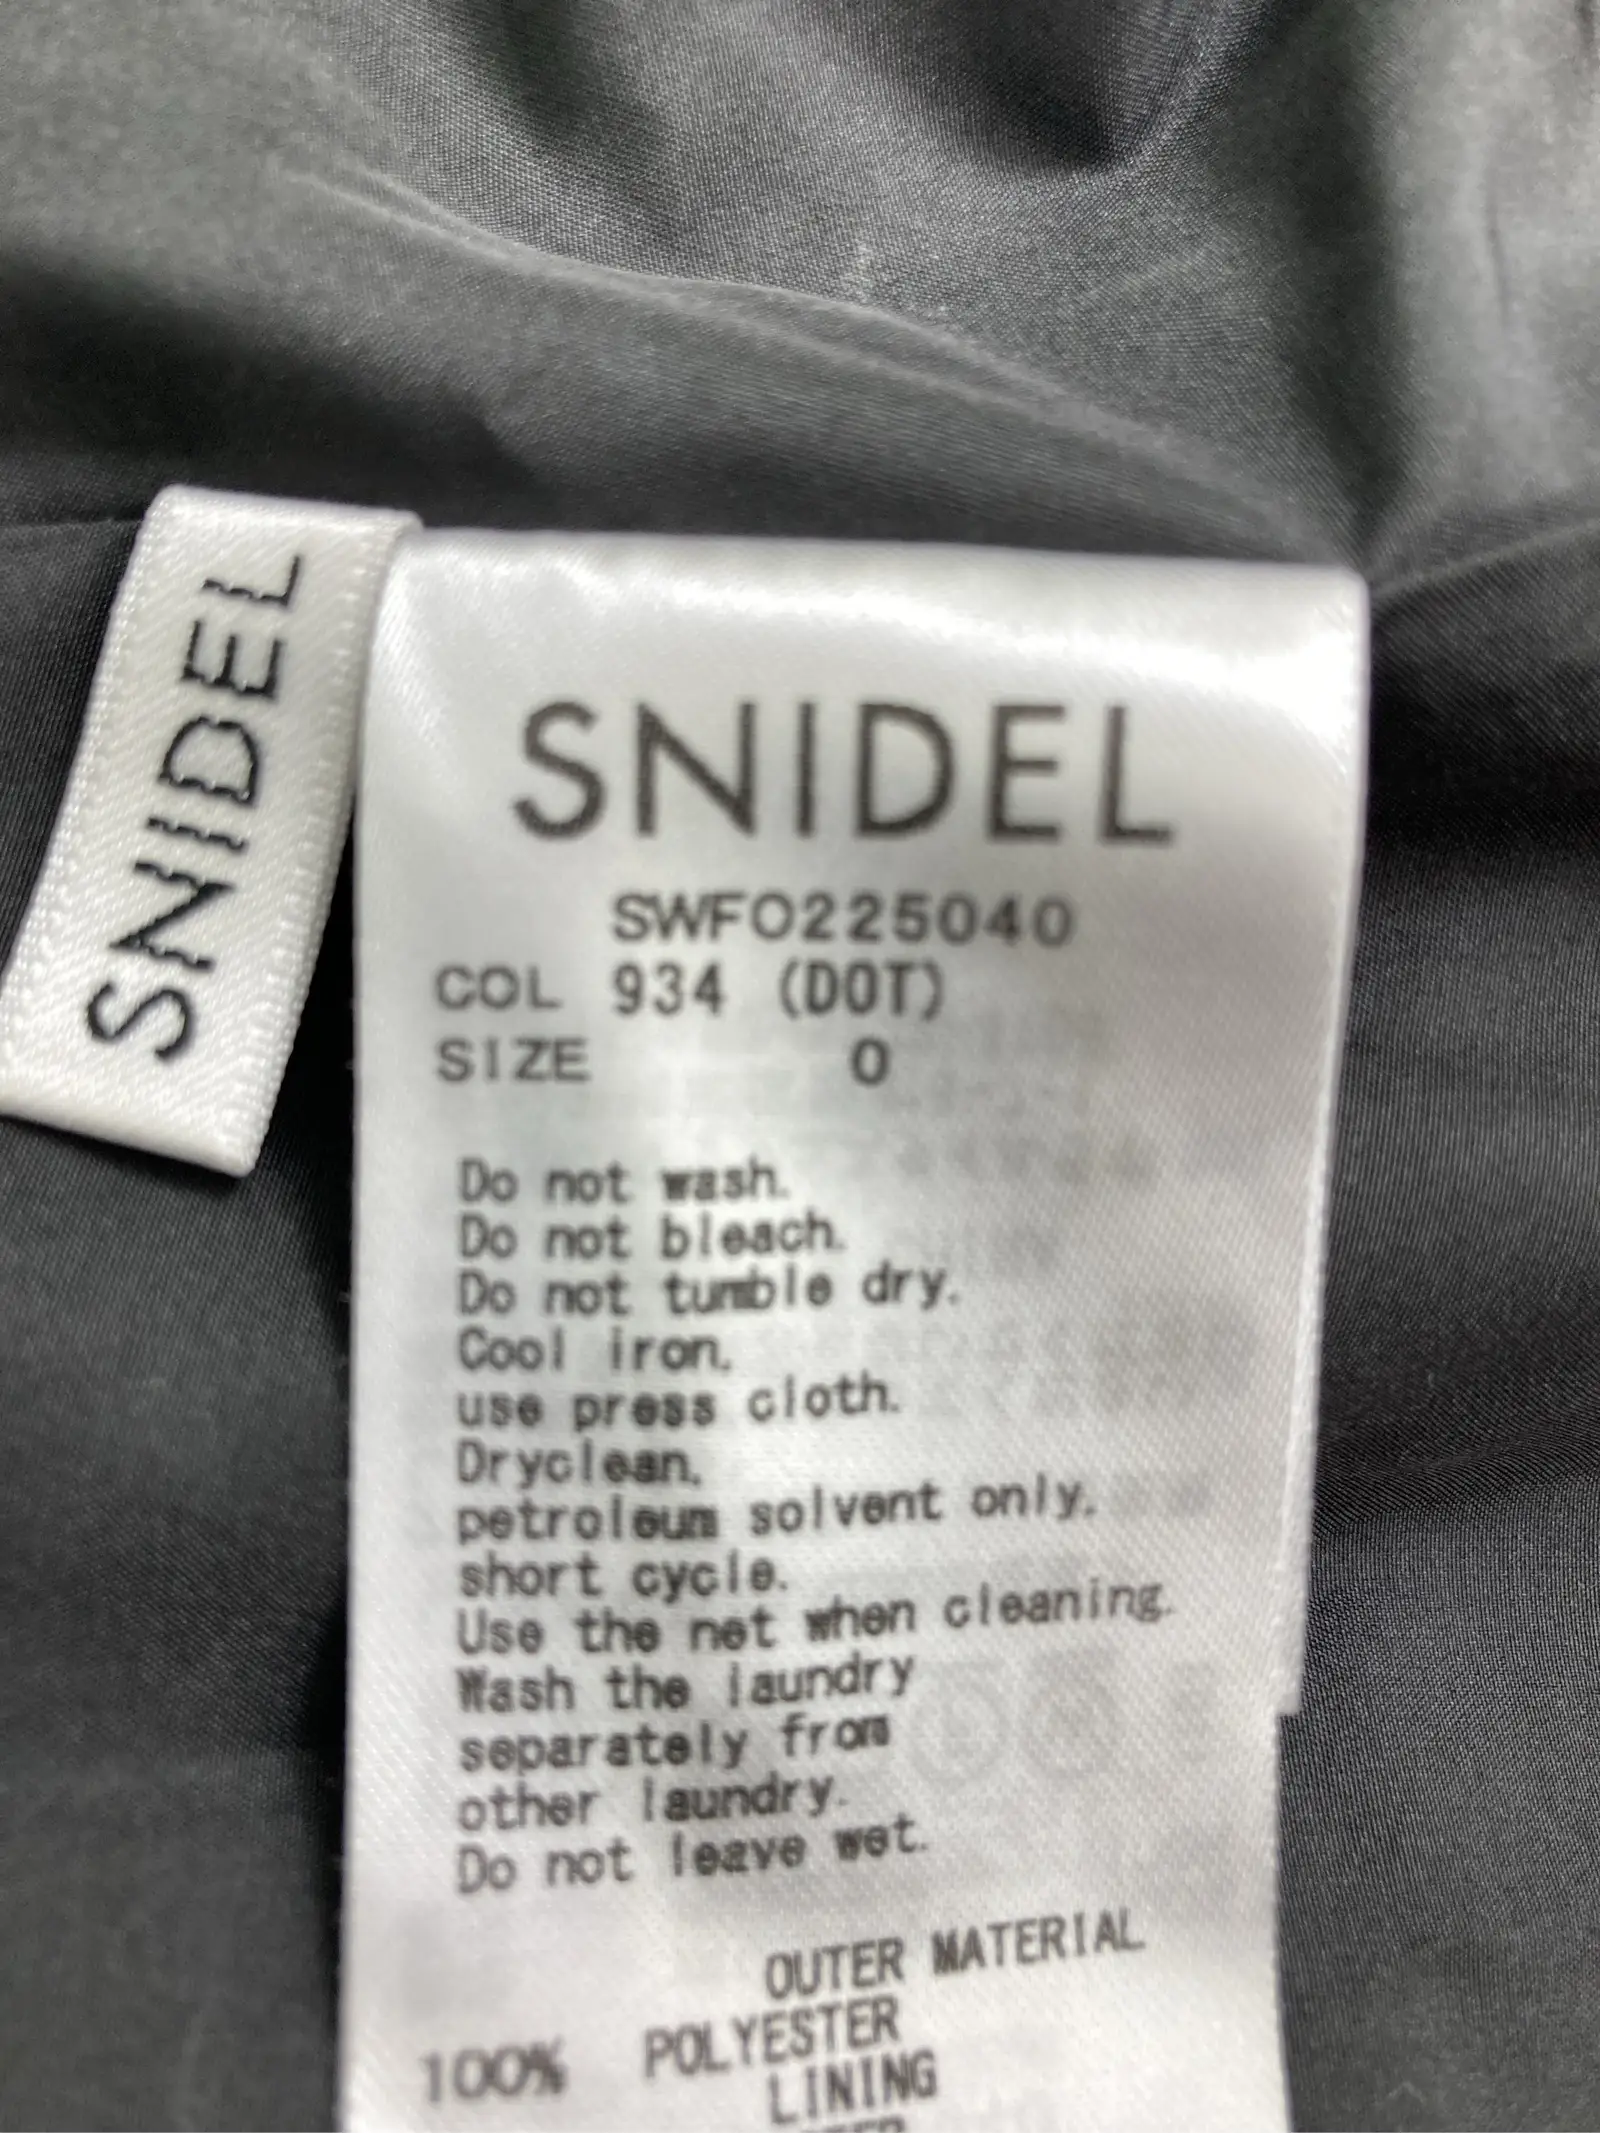 SNIDEL
SNIDEL
SWFO225040
COL 934 (DOT)
SIZE 0
Do not wash.
Do not bleach.
Do not tumble dry.
Cool iron.
use press cloth.
Dryclean.
petroleum solvent only.
short cycle.
Use the net when cleaning.
Wash the laundry
separately from
other laundry.
Do not leave wet.
OUTER MATERIAL
100% POLYESTER
LINING